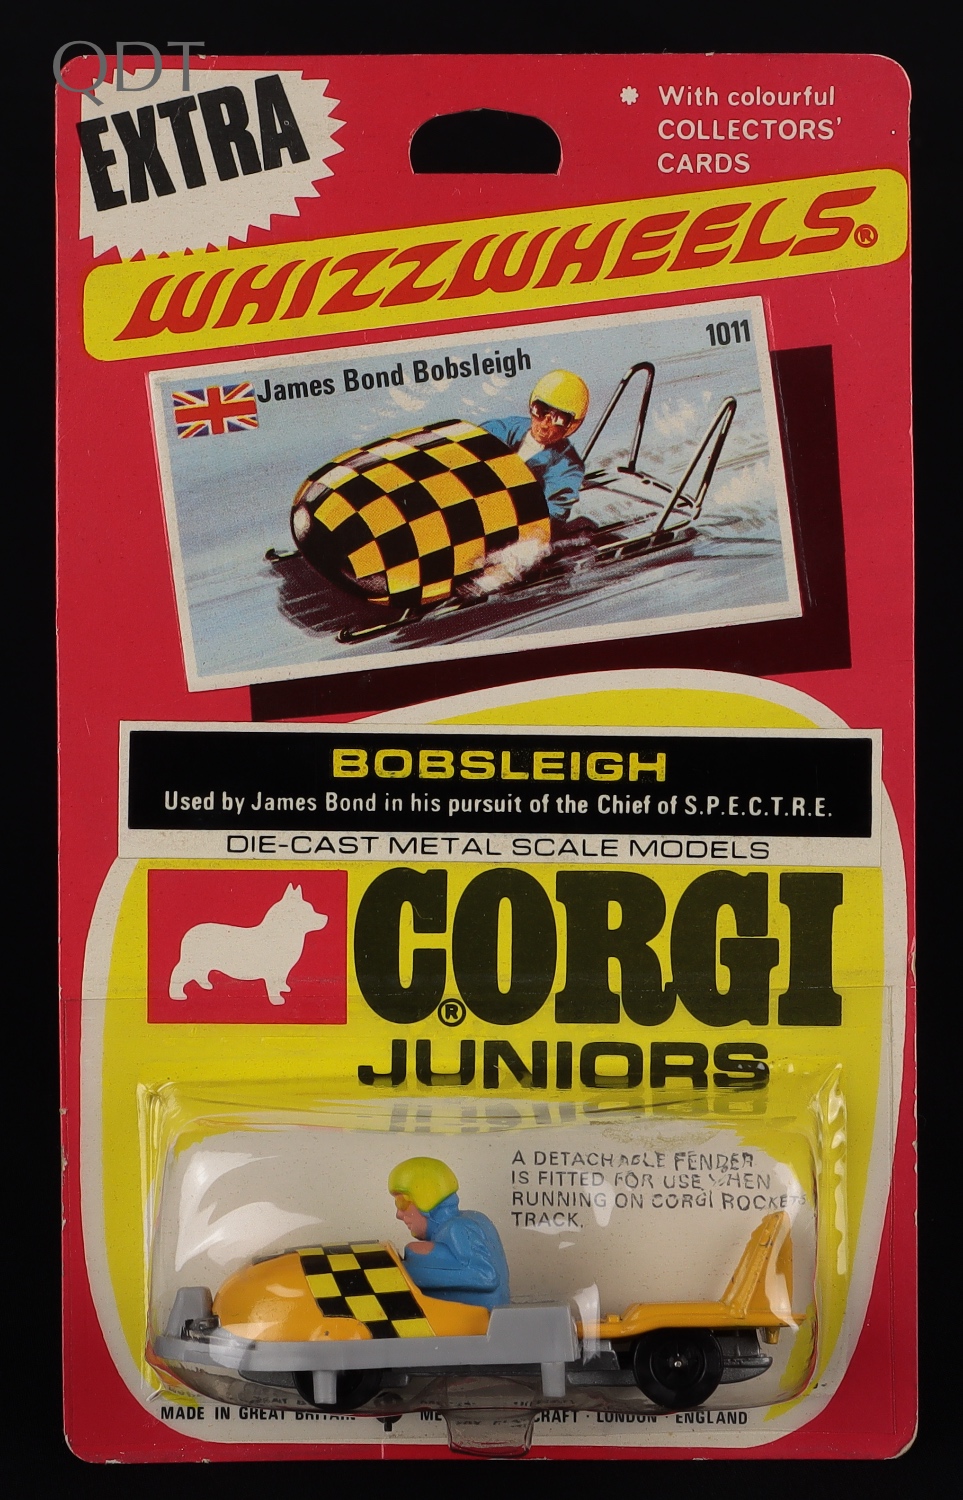 QDT
EXTRA
With colourful
COLLECTORS'
CARDS
WHIZZWHEELS®
1011
James Bond Bobsleigh
BOBSLEIGH
Used by James Bond in his pursuit of the Chief of S.P.E.C.T.R.E.
DIE-CAST METAL SCALE MODELS
CORGI®
JUNIORS
A DETACHABLE FENDER
IS FITTED FOR USE WHEN
RUNNING ON CORGI ROCKETS
TRACK.
MADE IN GREAT BRITAIN CRAFT · LONDON · ENGLAND